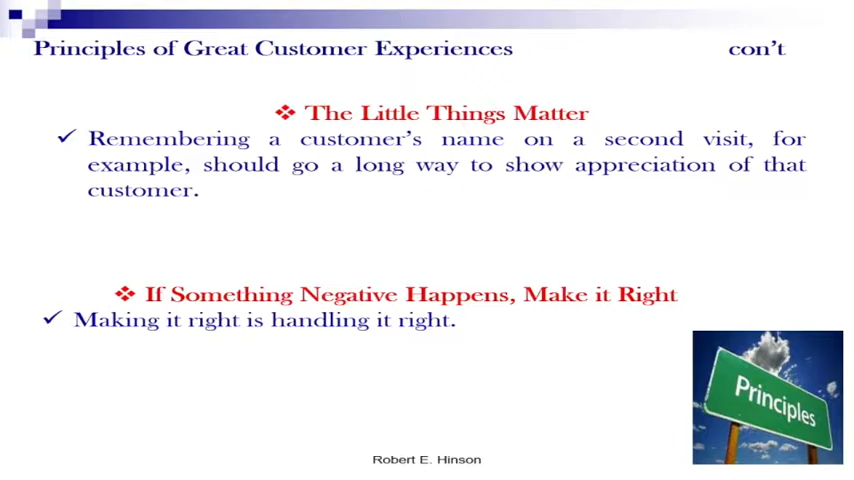 Principles of Great Customer Experiences con't
❖ The Little Things Matter
✓ Remembering a customer's name on a second visit, for
example, should go a long way to show appreciation of that
customer.
❖ If Something Negative Happens, Make it Right
✓ Making it right is handling it right.
Principles
Robert E. Hinson